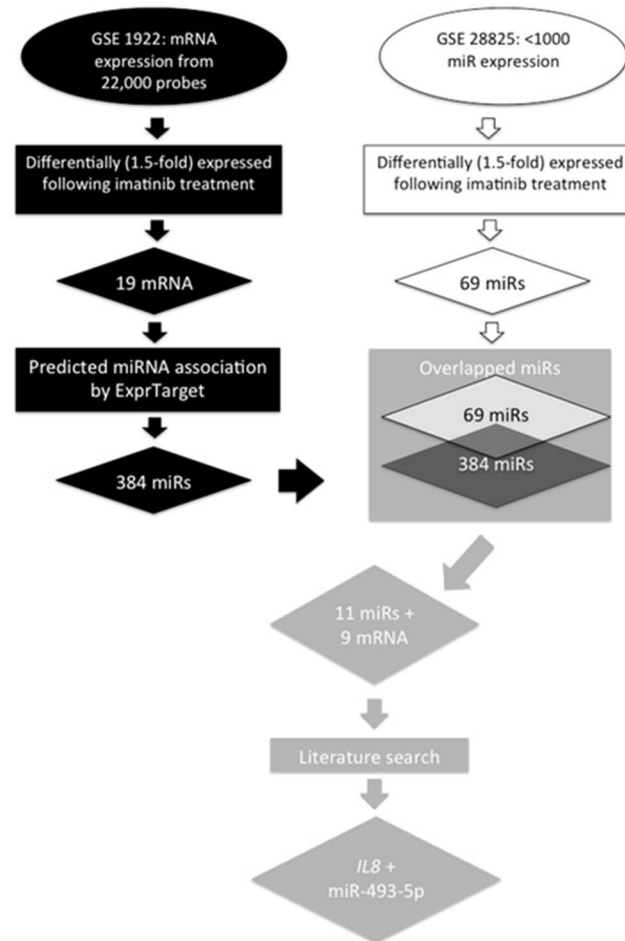 GSE 1922: mRNA
expression from
22,000 probes
Differentially (1.5-fold) expressed
following imatinib treatment
19 mRNA
Predicted miRNA association
by ExprTarget
384 miRs
GSE 28825: <1000
miR expression
Differentially (1.5-fold) expressed
following imatinib treatment
69 miRs
Overlapped miRs
69 miRs
384 miRs
11 miRs +
9 mRNA
Literature search
IL8 +
miR-493-5p